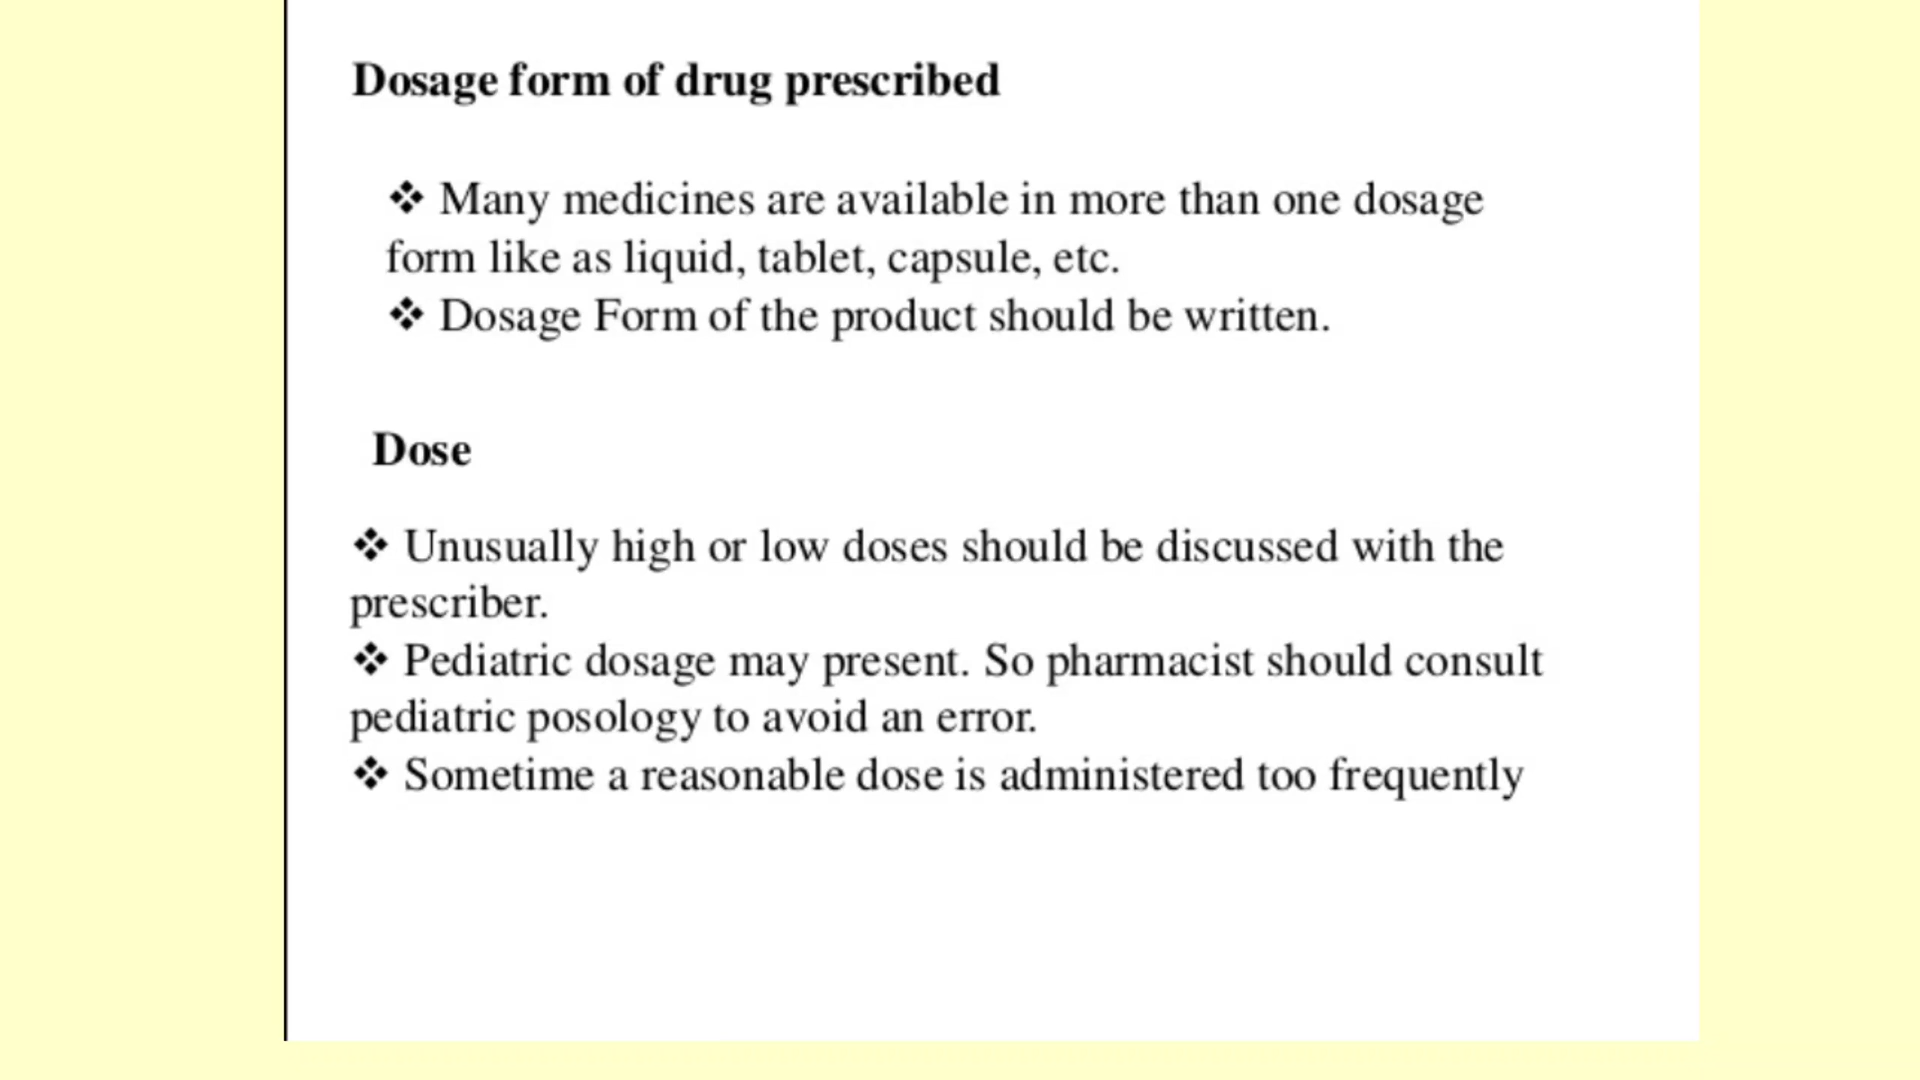 Dosage form of drug prescribed
❖ Many medicines are available in more than one dosage
form like as liquid, tablet, capsule, etc.
❖ Dosage Form of the product should be written.
Dose
❖ Unusually high or low doses should be discussed with the
prescriber.
❖ Pediatric dosage may present. So pharmacist should consult
pediatric posology to avoid an error.
❖ Sometime a reasonable dose is administered too frequently